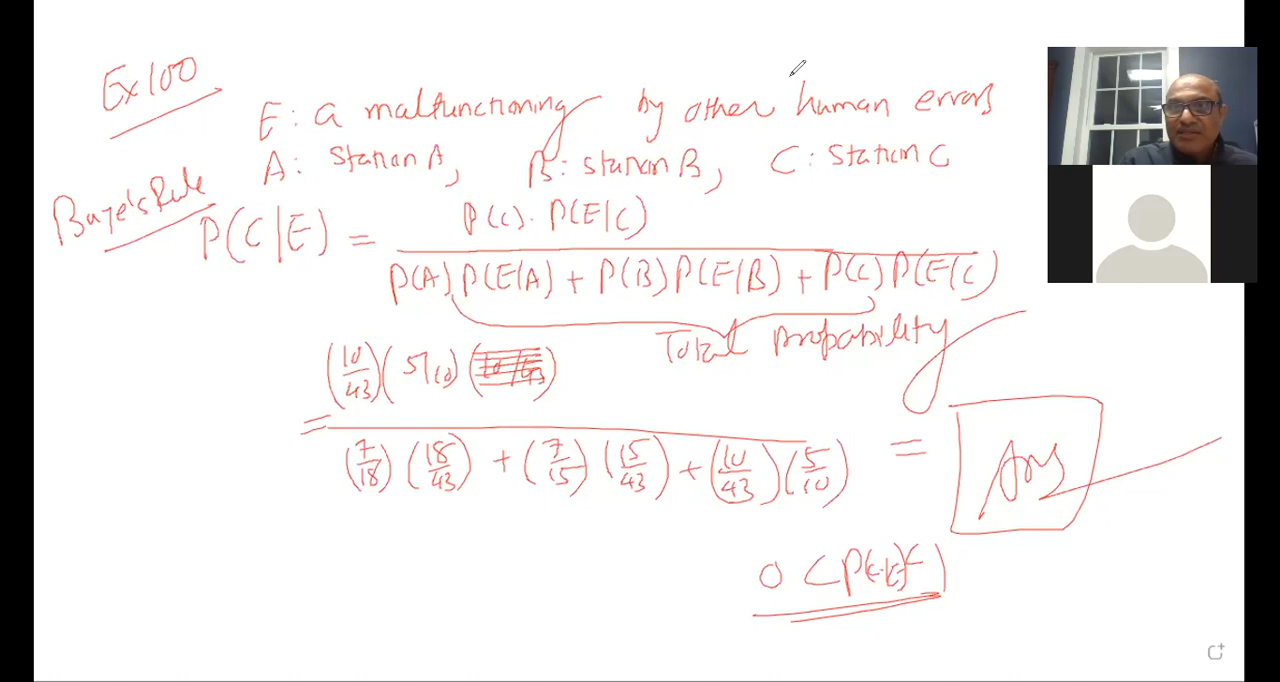 Ex 100
E: a malfunctioning by other human errors
A: Station A, B: Station B, C: Station C
Baye's Rule
P(C|E) = P(C). P(E|C)
P(A) P(E|A) + P(B) P(E|B) + P(C) P(E|C)
Total Probability
(10/43) (5/10)
= (7/18) (18/43) + (7/15) (15/43) + (10/43) (5/10) = Ans